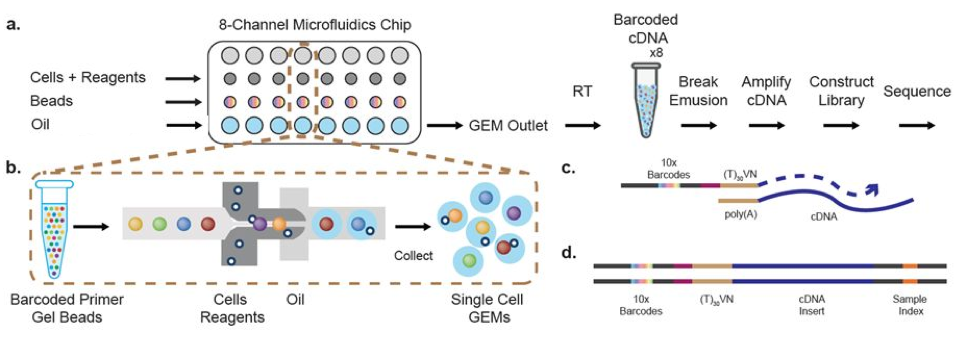 a.
8-Channel Microfluidics Chip
Cells + Reagents
Beads
Oil
GEM Outlet
RT
Barcoded
cDNA
x8
Break
Emusion
Amplify
cDNA
Construct
Library
Sequence
b.
Collect
Barcoded Primer
Gel Beads
Cells
Reagents
Oil
Single Cell
GEMs
c.
10x
Barcodes
(T)₃₀VN
poly(A)
cDNA
d.
10x
Barcodes
(T)₃₀VN
cDNA
Insert
Sample
Index